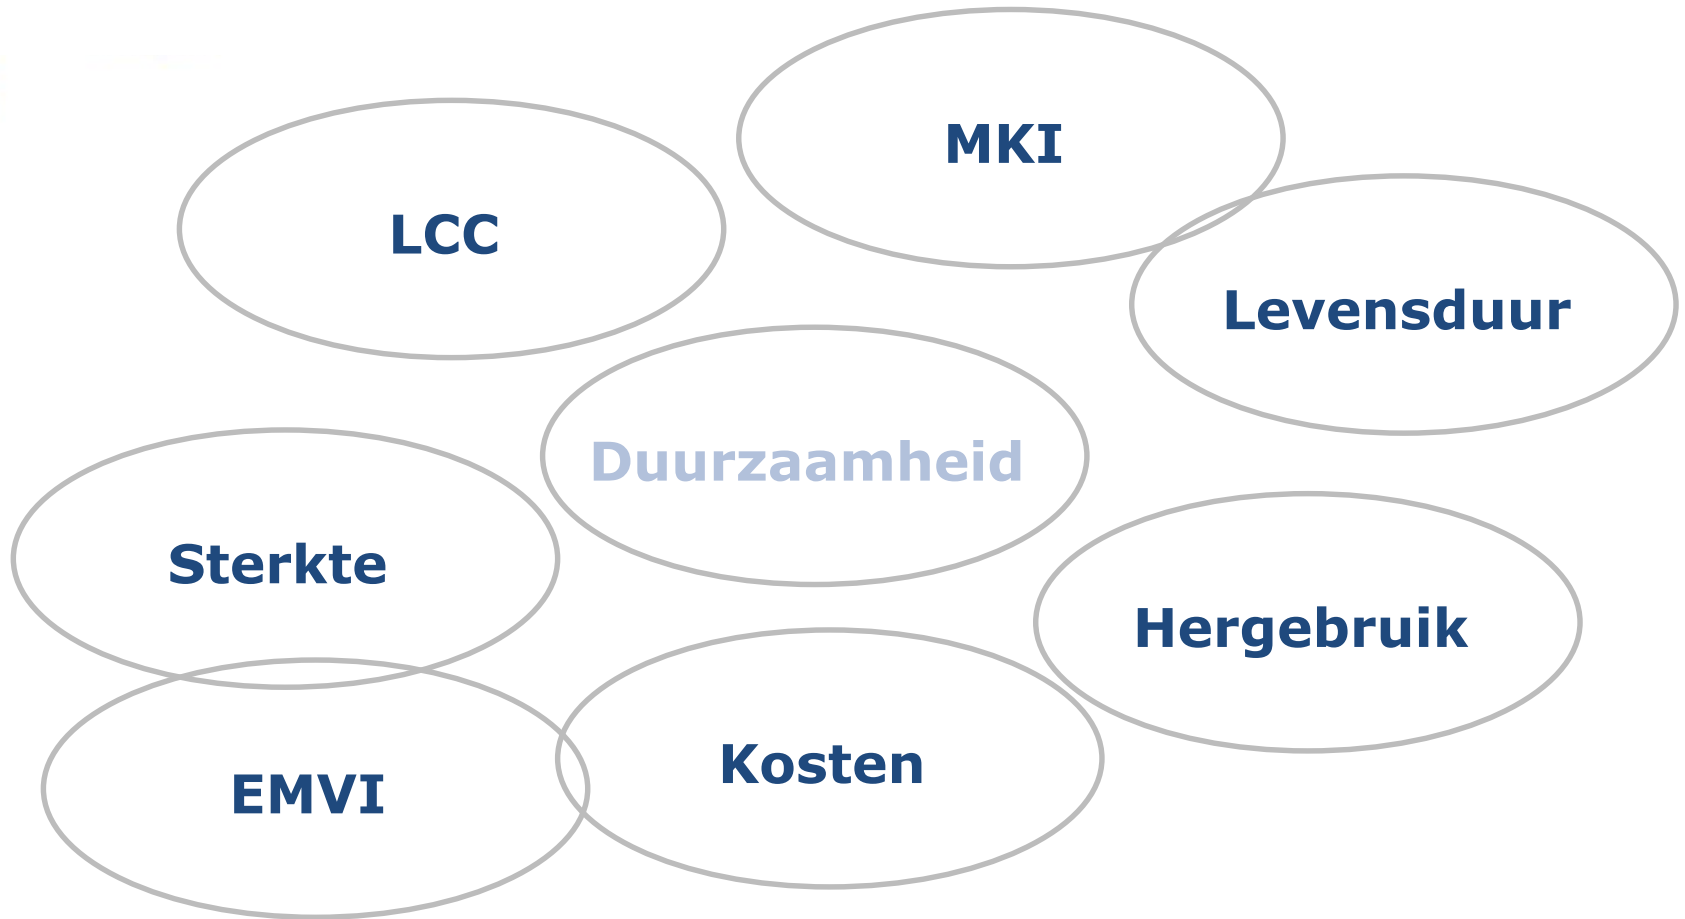 MKI
LCC
Levensduur
Duurzaamheid
Sterkte
Hergebruik
Kosten
EMVI